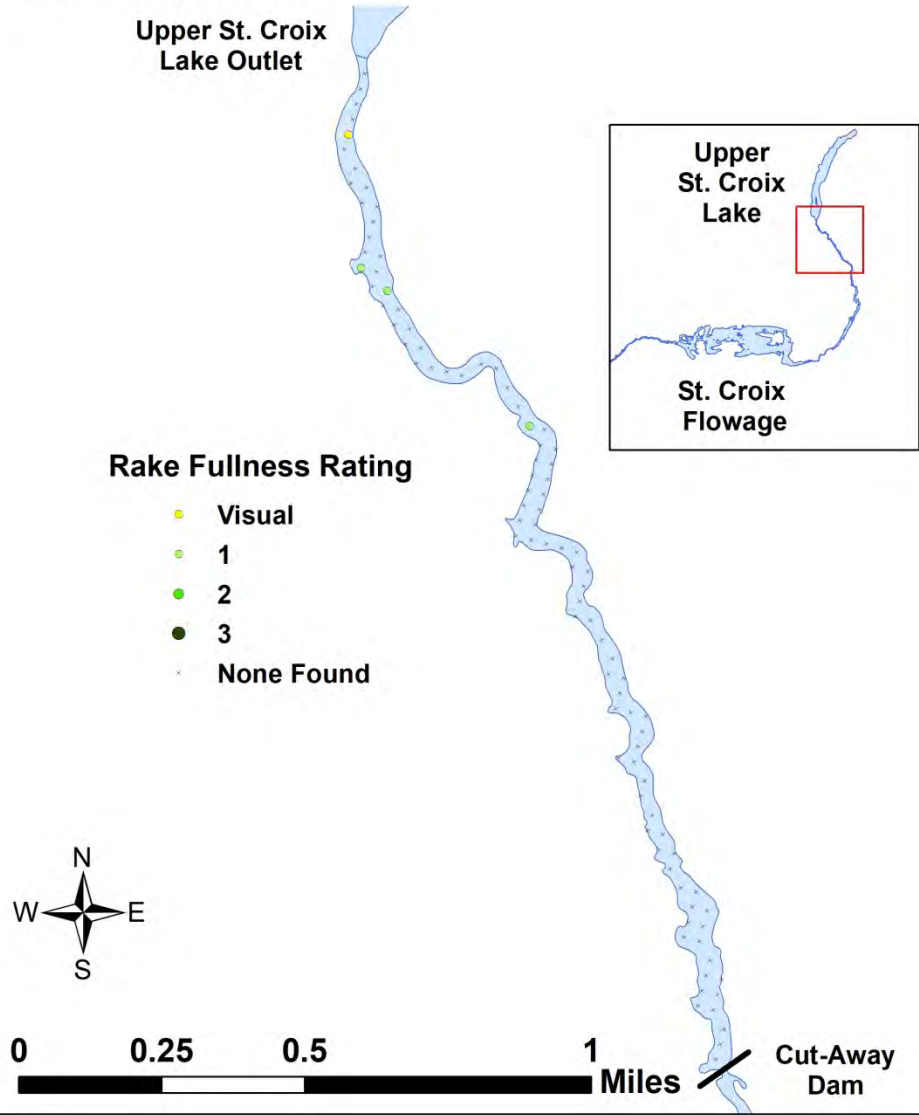 Upper St. Croix
Lake Outlet
Upper
St. Croix
Lake
St. Croix
Flowage
Rake Fullness Rating
Visual
1
2
3
None Found
N
W
E
S
0
0.25
0.5
1
Miles
Cut-Away
Dam